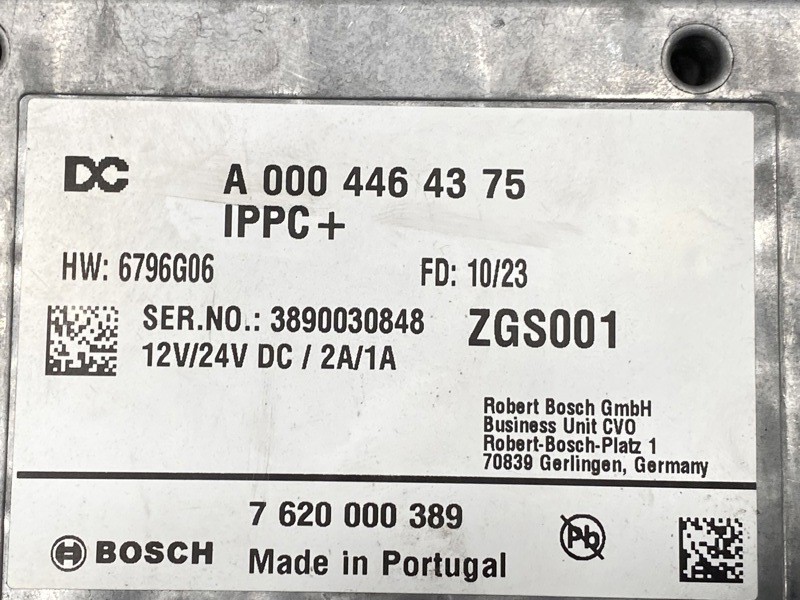 DC A 000 446 43 75
IPPC+
HW: 6796G06 FD: 10/23
SER.NO.: 3890030848 ZGS001
12V/24V DC / 2A/1A
Robert Bosch GmbH
Business Unit CVO
Robert-Bosch-Platz 1
70839 Gerlingen, Germany
7 620 000 389
BOSCH Made in Portugal Pb